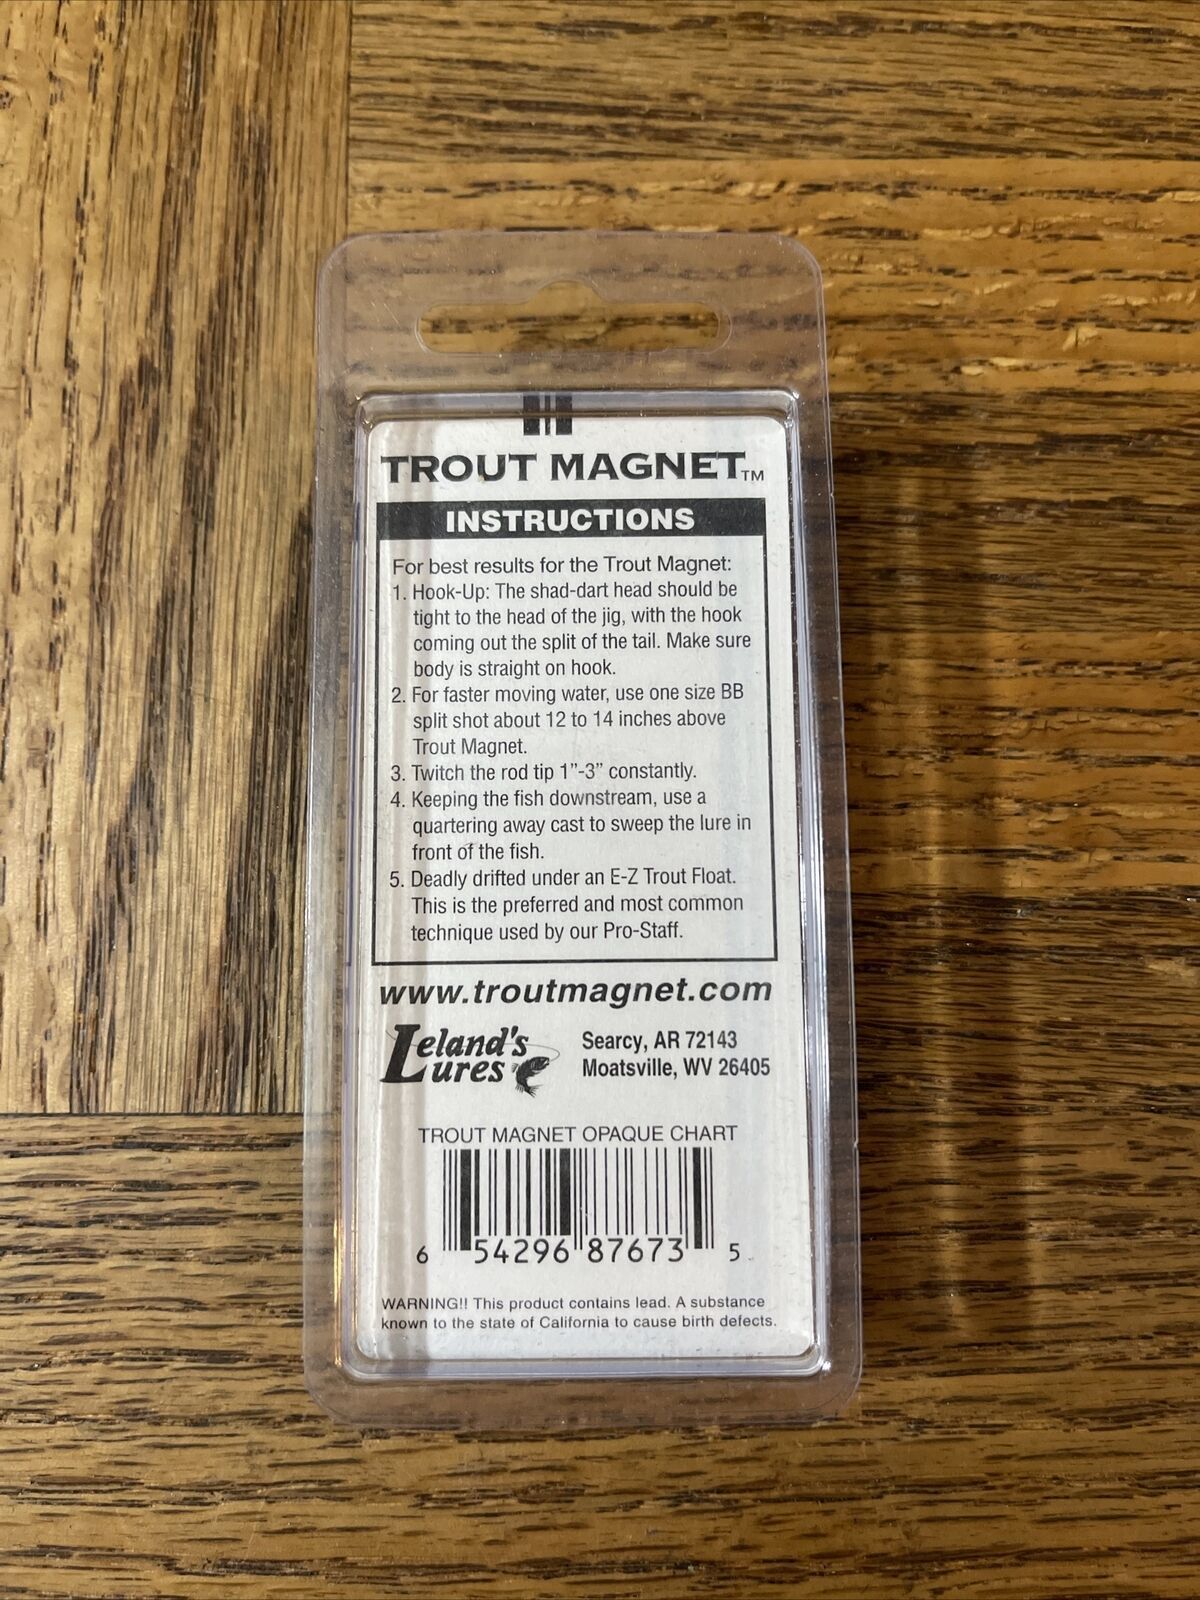 TROUT MAGNET™
INSTRUCTIONS
For best results for the Trout Magnet:
1. Hook-Up: The shad-dart head should be
tight to the head of the jig, with the hook
coming out the split of the tail. Make sure
body is straight on hook.
2. For faster moving water, use one size BB
split shot about 12 to 14 inches above
Trout Magnet.
3. Twitch the rod tip 1”-3” constantly.
4. Keeping the fish downstream, use a
quartering away cast to sweep the lure in
front of the fish.
5. Deadly drifted under an E-Z Trout Float.
This is the preferred and most common
technique used by our Pro-Staff.
www.troutmagnet.com
Leland's
Lures
Searcy, AR 72143
Moatsville, WV 26405
TROUT MAGNET OPAQUE CHART
6 54296 87673 5
WARNING!! This product contains lead. A substance
known to the state of California to cause birth defects.